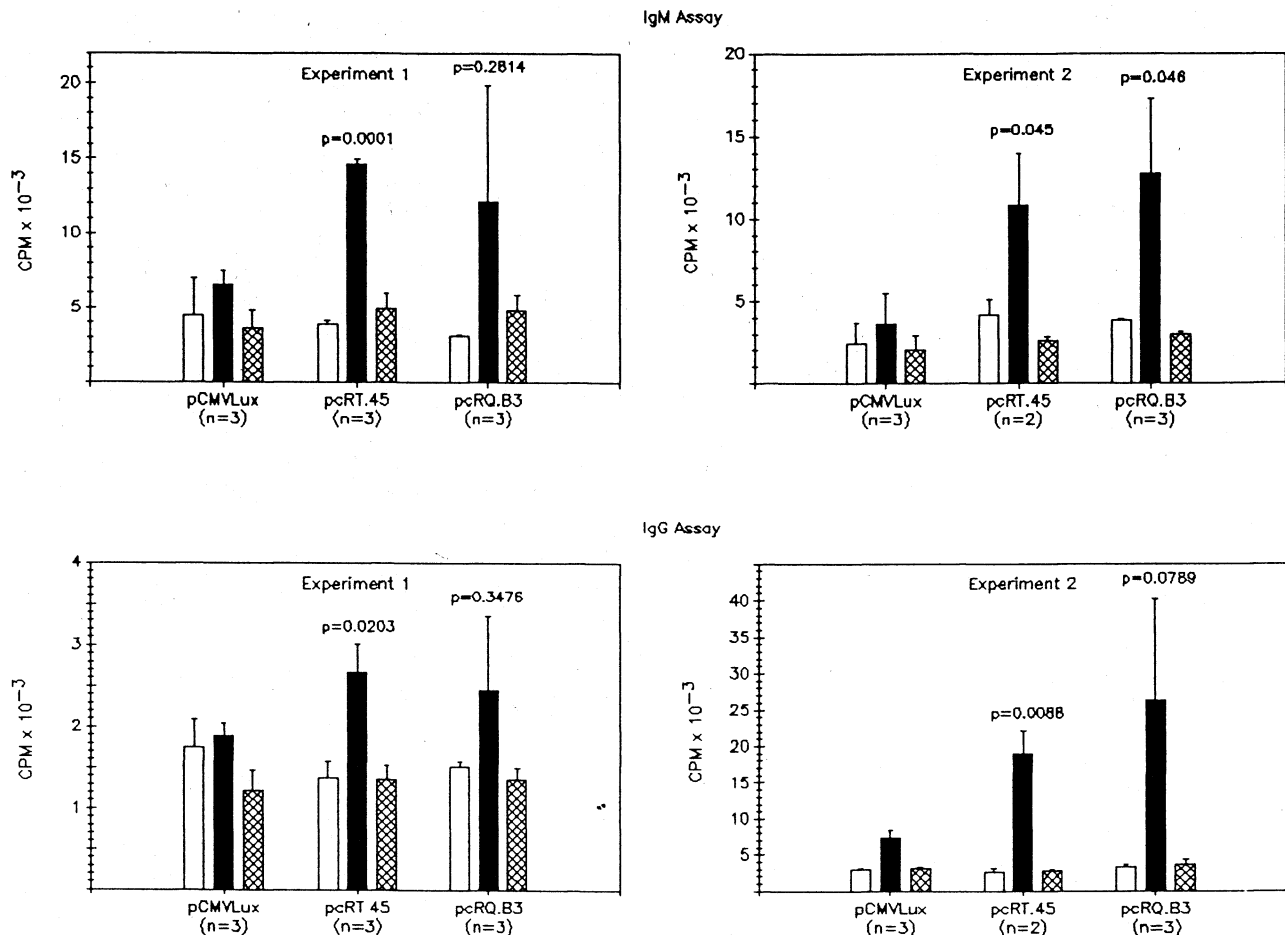 IgM Assay
Experiment 1
p=0.2814
p=0.0001
20
15
10
5
CPM x 10⁻³
pCMVLux
(n=3)
pcRT.45
(n=3)
pcRQ.B3
(n=3)
Experiment 2
p=0.046
p=0.045
20
15
10
5
CPM x 10⁻³
pCMVLux
(n=3)
pcRT.45
(n=2)
pcRQ.B3
(n=3)
IgG Assay
Experiment 1
p=0.3476
p=0.0203
4
3
2
1
CPM x 10⁻³
pCMVLux
(n=3)
pcRT 45
(n=3)
pcRQ.B3
(n=3)
Experiment 2
p=0.0789
p=0.0088
40
35
30
25
20
15
10
5
CPM x 10⁻³
pCMVLux
(n=3)
pcRT.45
(n=2)
pcRQ.B3
(n=3)